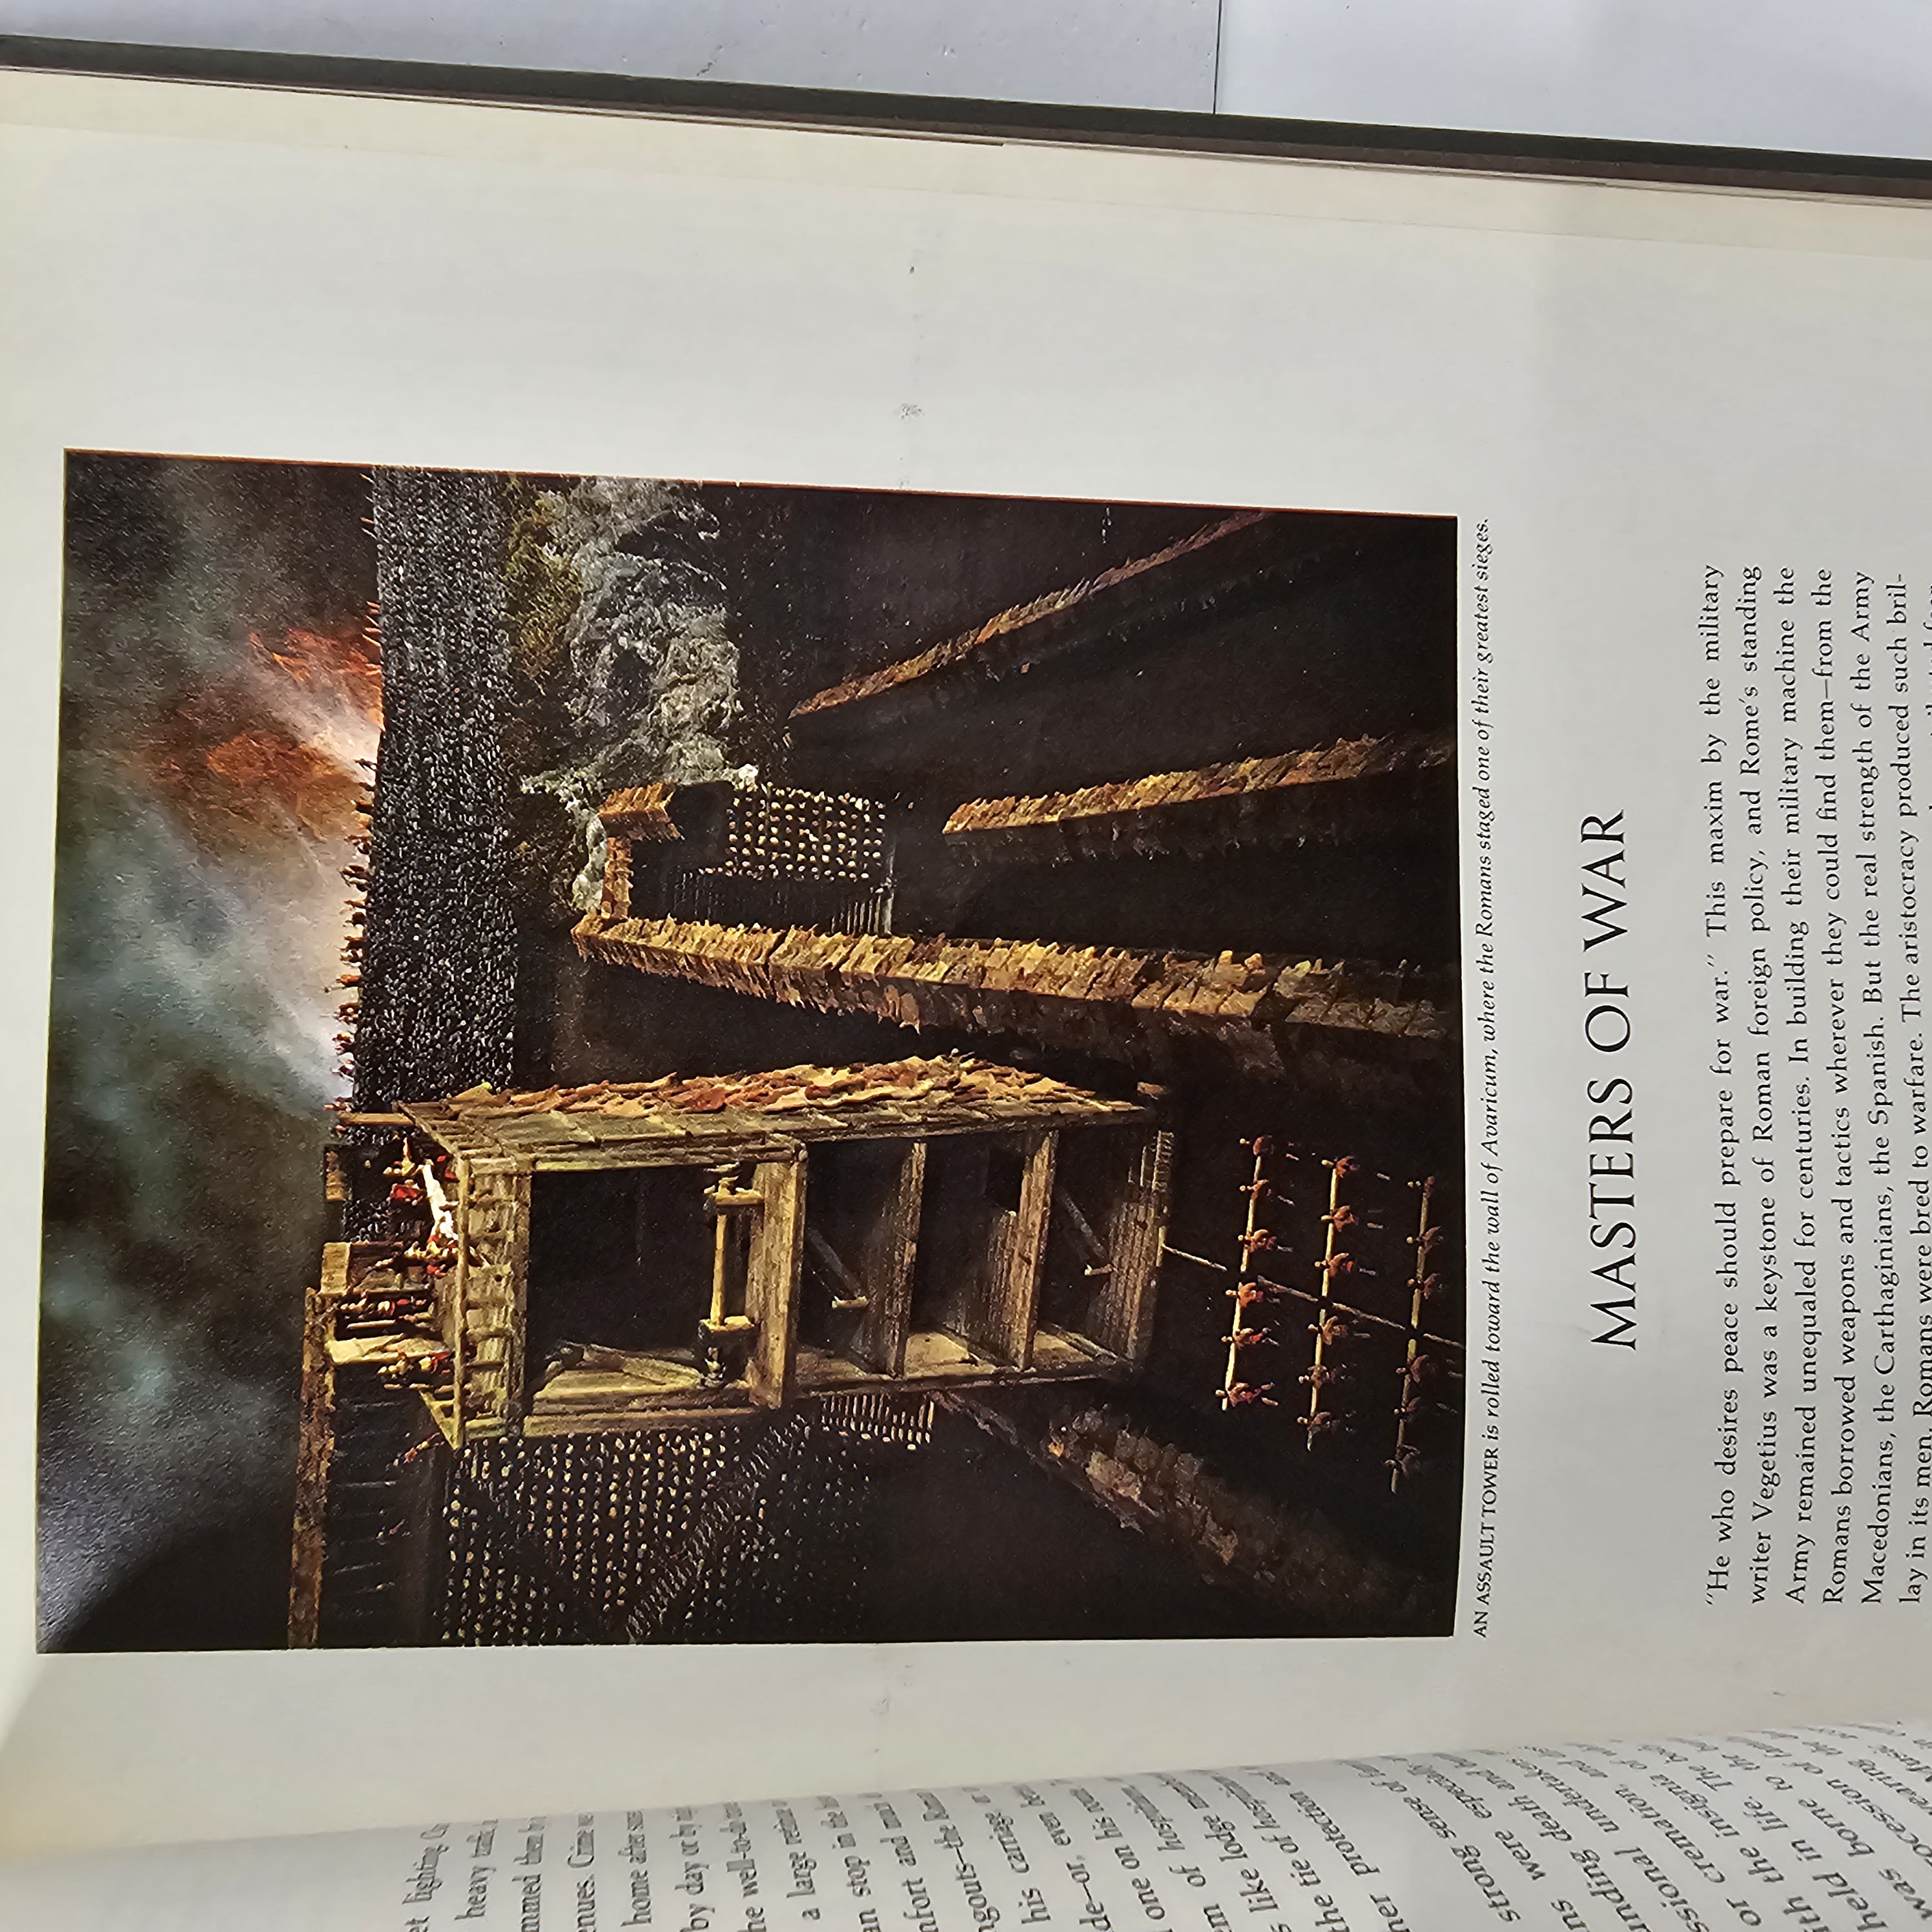 et lighting
heavy traffic
mmed them by
enues. Crime
home after
by day or by
he well-to-do
a large retinue
an stop in the
nfort and much
ngouts—the Roman
his carriage, or
de—or, even
one on his route.
em of hospitium,
s like lodge
the tie of hospitium
her protection and
strong sense of
ns were especially
unding death and
ssional undertakers
or cremation, and
ith the insignia of
held in life. The
was borne to the
rocession of
wearing the
AN ASSAULT TOWER is rolled toward the wall of Avaricum, where the Romans staged one of their greatest sieges.
MASTERS OF WAR
"He who desires peace should prepare for war." This maxim by the military
writer Vegetius was a keystone of Roman foreign policy, and Rome's standing
Army remained unequaled for centuries. In building their military machine the
Romans borrowed weapons and tactics wherever they could find them—from the
Macedonians, the Carthaginians, the Spanish. But the real strength of the Army
lay in its men. Romans were bred to warfare. The aristocracy produced such bril-